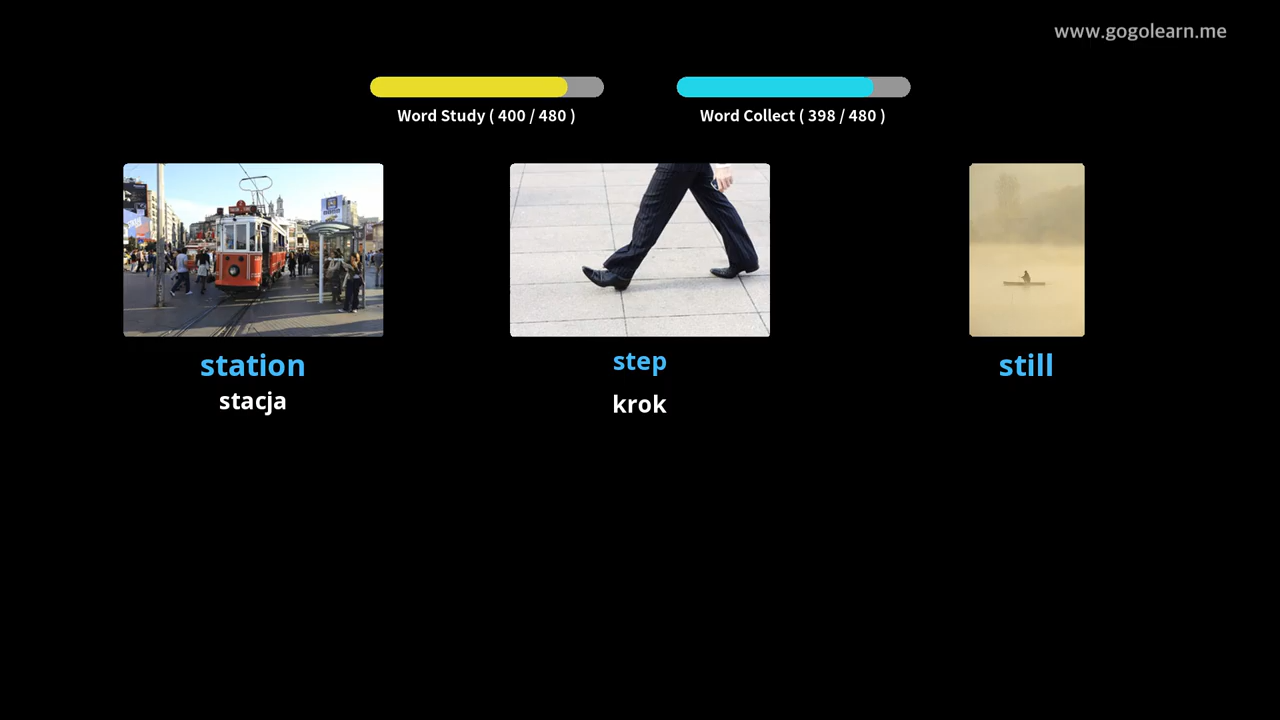 www.gogolearn.me
Word Study ( 400 / 480 )
Word Collect ( 398 / 480 )
station
step
still
stacja
krok